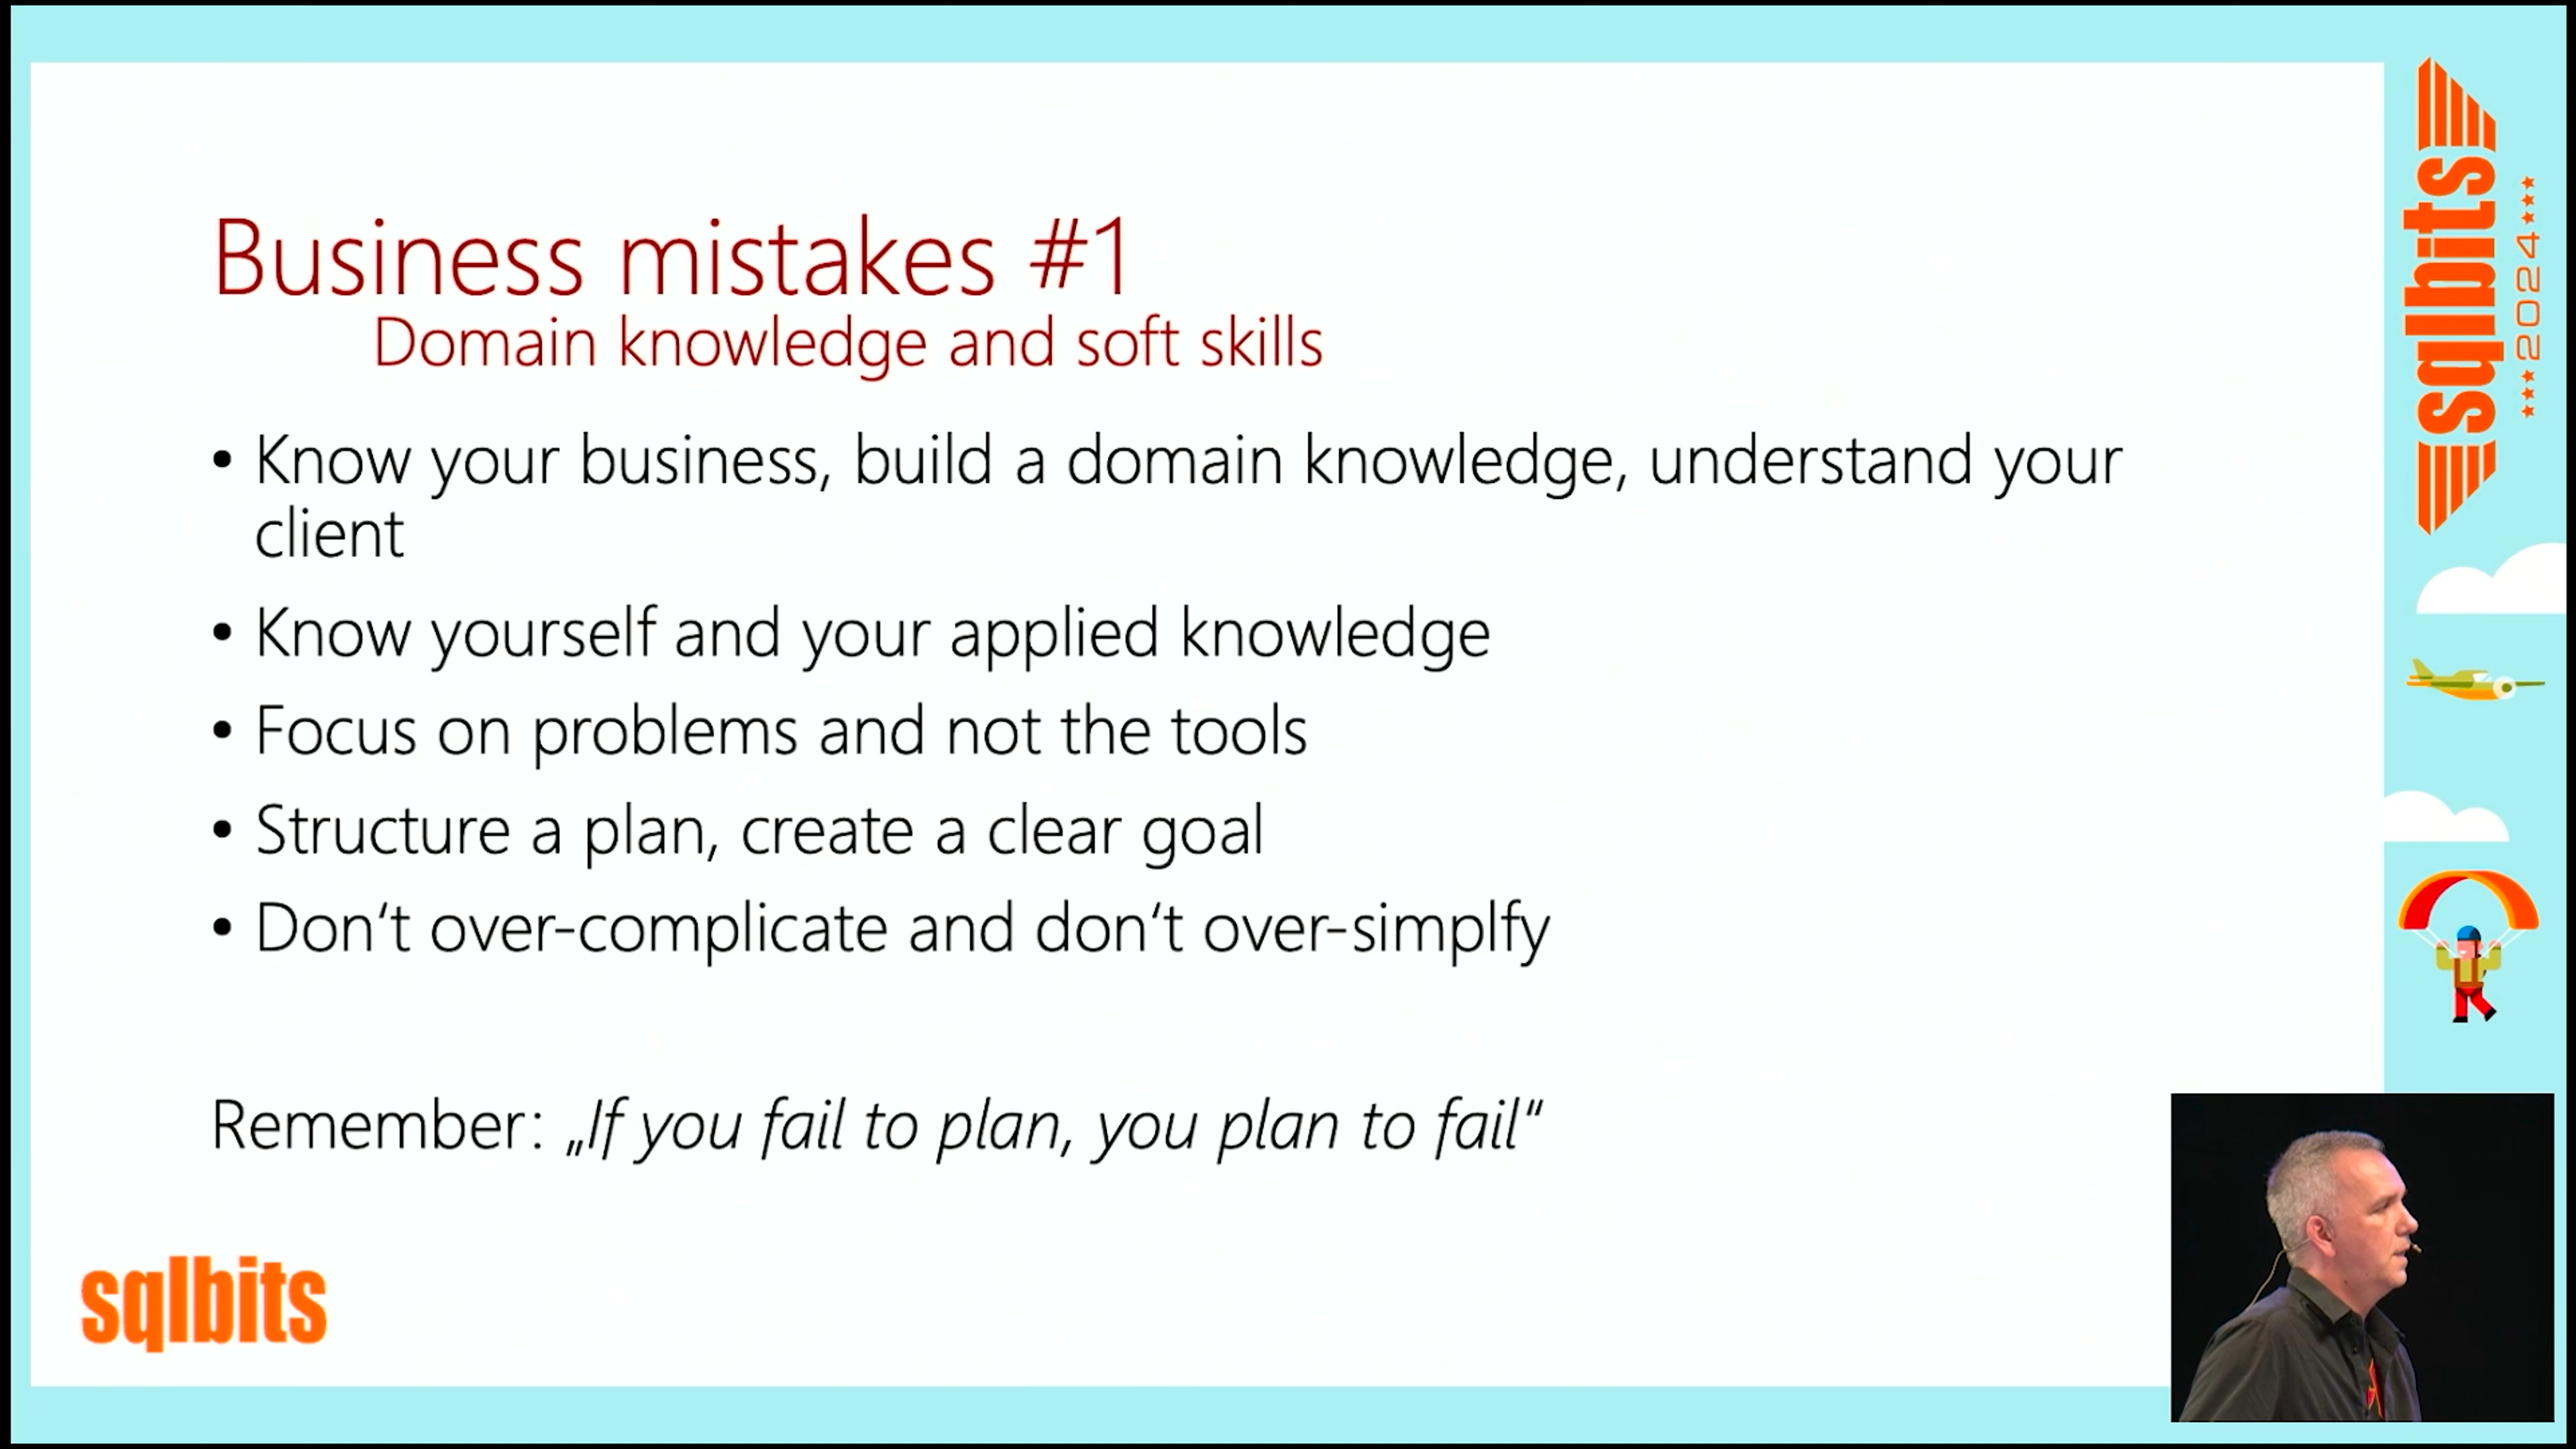 Business mistakes #1
Domain knowledge and soft skills
• Know your business, build a domain knowledge, understand your
client
• Know yourself and your applied knowledge
• Focus on problems and not the tools
• Structure a plan, create a clear goal
• Don‘t over-complicate and don‘t over-simplfy
Remember: „If you fail to plan, you plan to fail“
sqlbits
sqlbits
2024